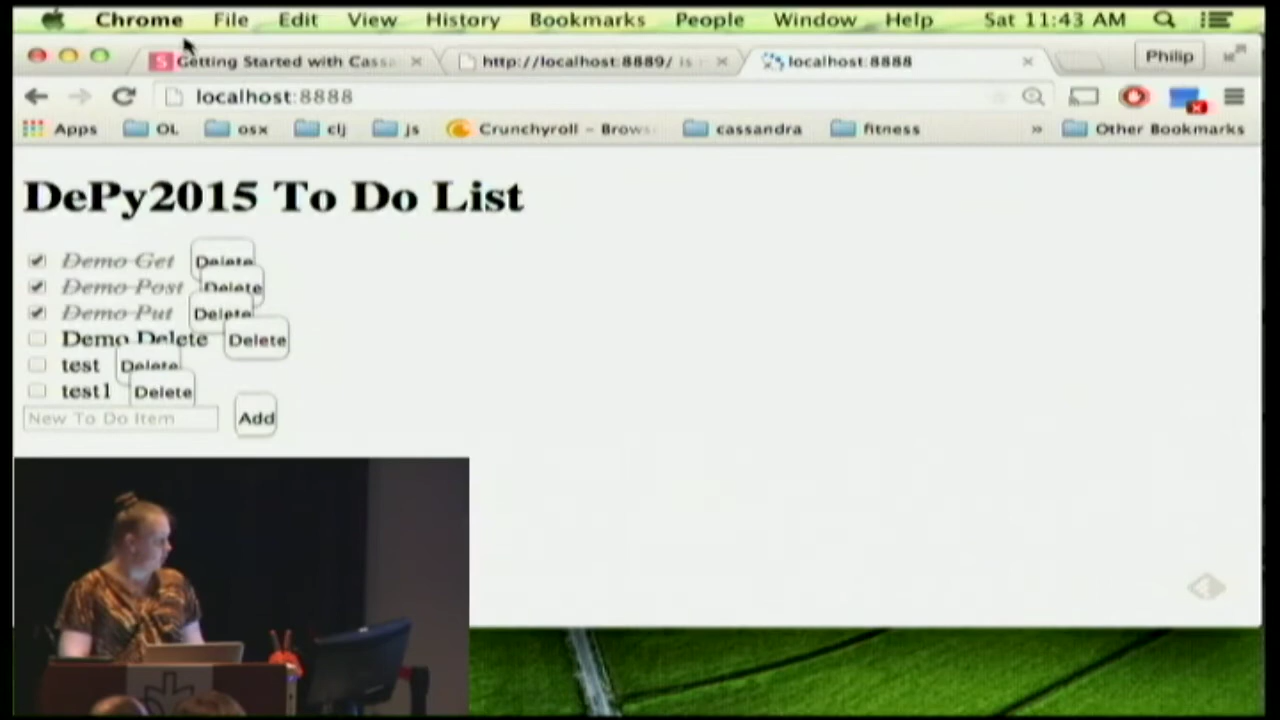 Chrome File Edit View History Bookmarks People Window Help Sat 11:43 AM
Getting Started with Cassa http://localhost:8889/ is localhost:8888 Philip
localhost:8888
Apps OL osx clj js Crunchyroll - Brows cassandra fitness » Other Bookmarks
DePy2015 To Do List
Demo Get Delete
Demo Post Delete
Demo Put Delete
Demo Delete Delete
test Delete
test1 Delete
New To Do Item Add